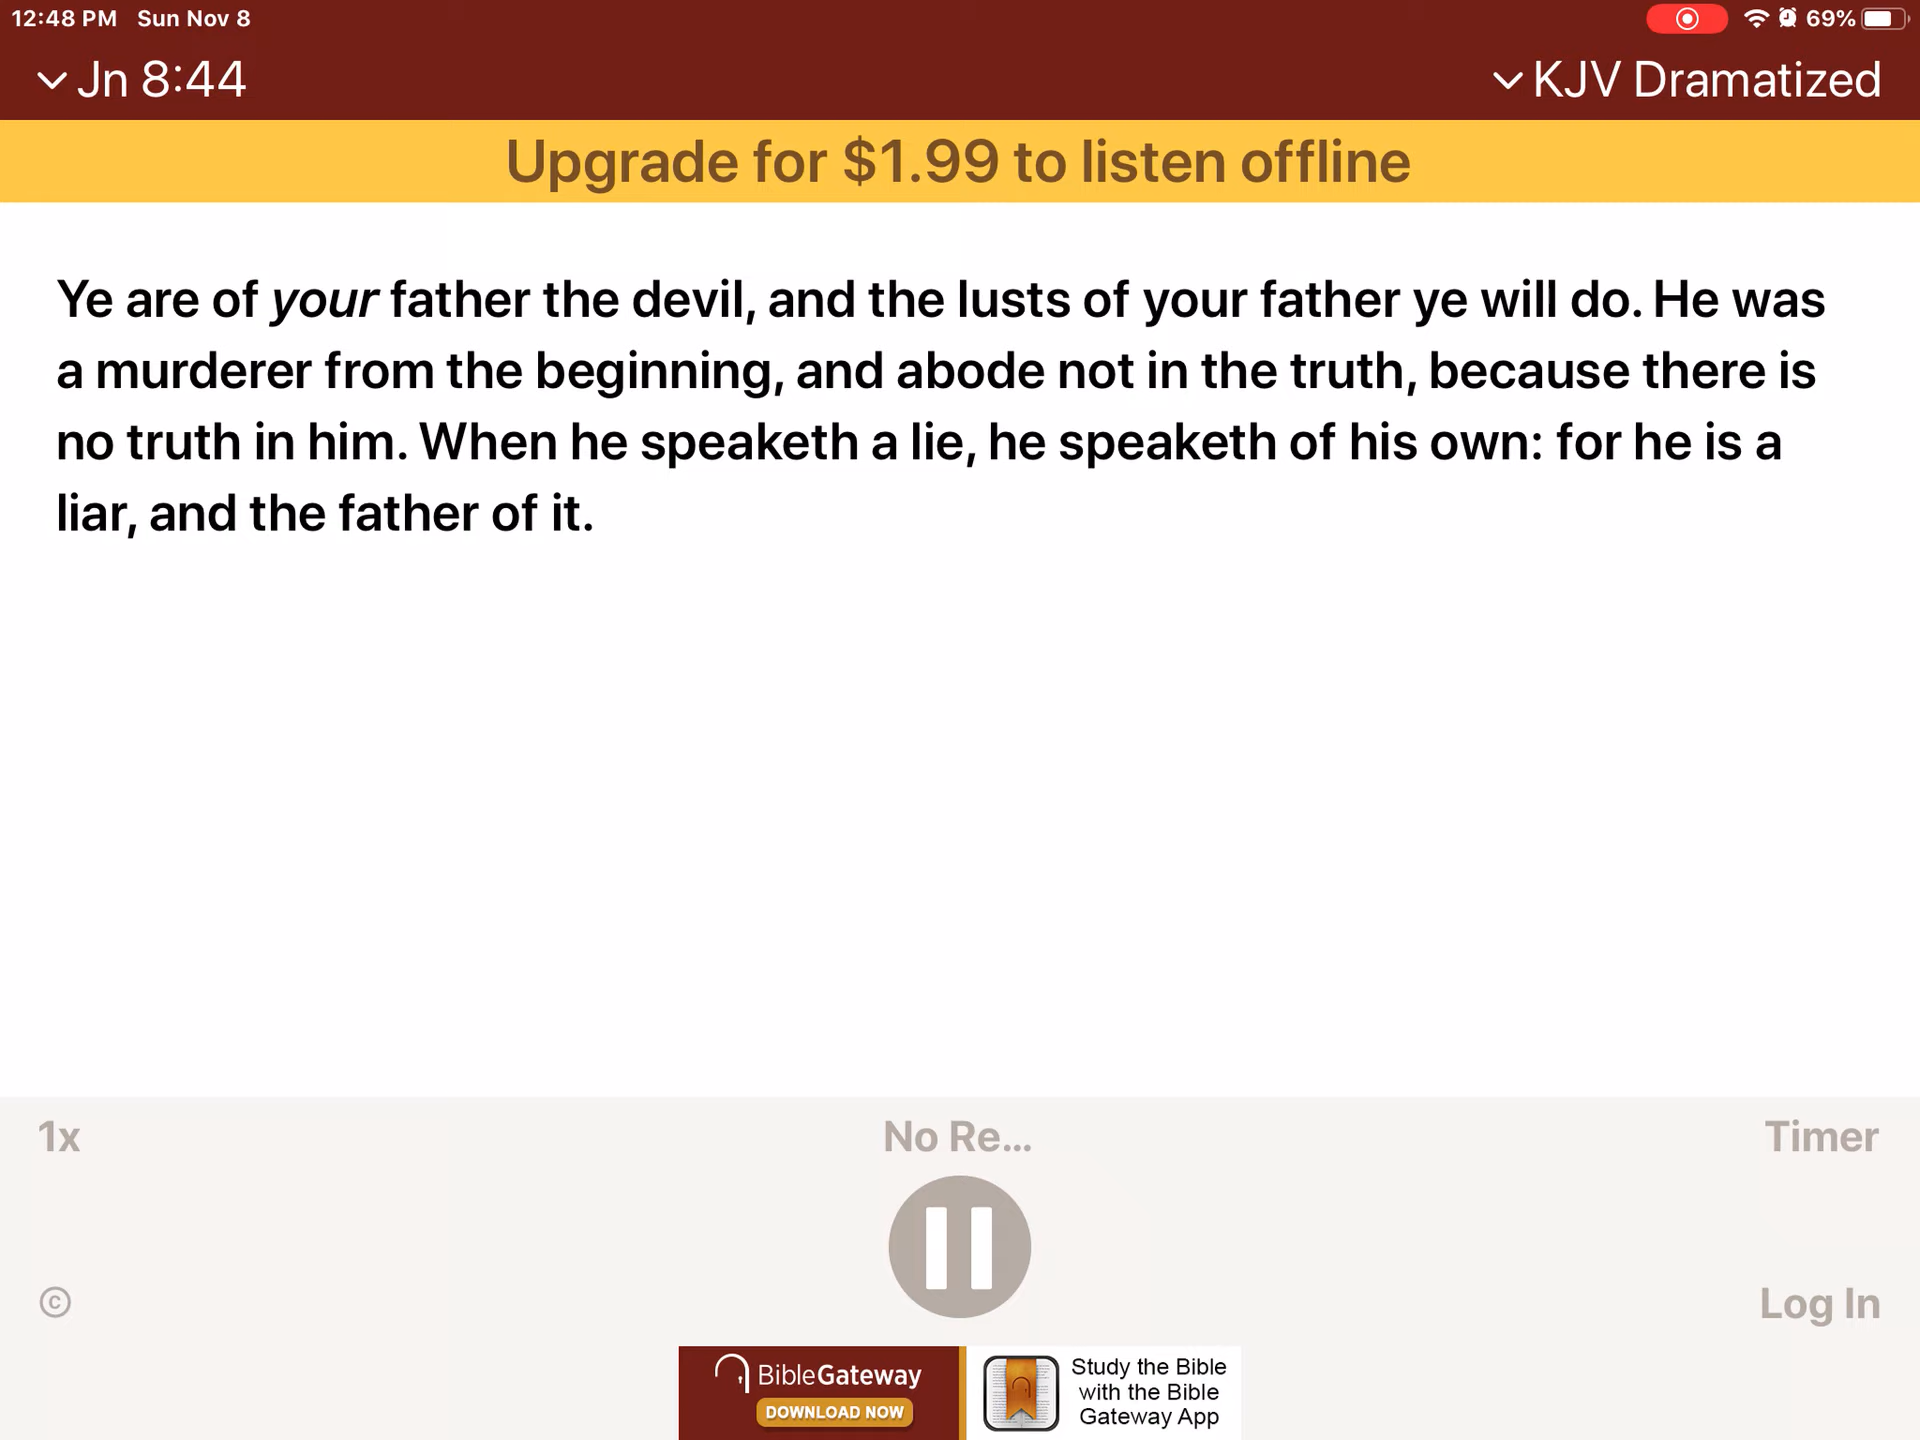 12:48 PM Sun Nov 8 69%
Jn 8:44 KJV Dramatized
Upgrade for $1.99 to listen offline
Ye are of your father the devil, and the lusts of your father ye will do. He was
a murderer from the beginning, and abode not in the truth, because there is
no truth in him. When he speaketh a lie, he speaketh of his own: for he is a
liar, and the father of it.
1x No Re... Timer
© Log In
BibleGateway
DOWNLOAD NOW
Study the Bible
with the Bible
Gateway App